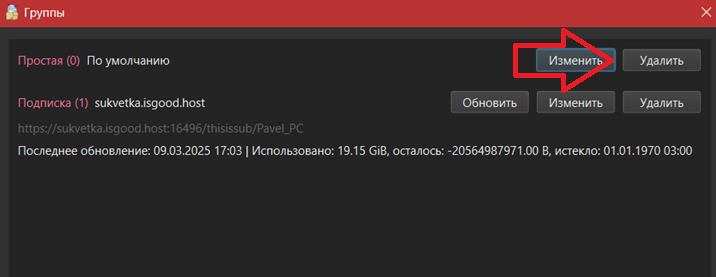 Группы
Простая (0) По умолчанию Изменить Удалить
Подписка (1) sukvetka.isgood.host Обновить Изменить Удалить
https://sukvetka.isgood.host:16496/thisissub/Pavel_PC
Последнее обновление: 09.03.2025 17:03 | Использовано: 19.15 GiB, осталось: -20564987971.00 B, истекло: 01.01.1970 03:00